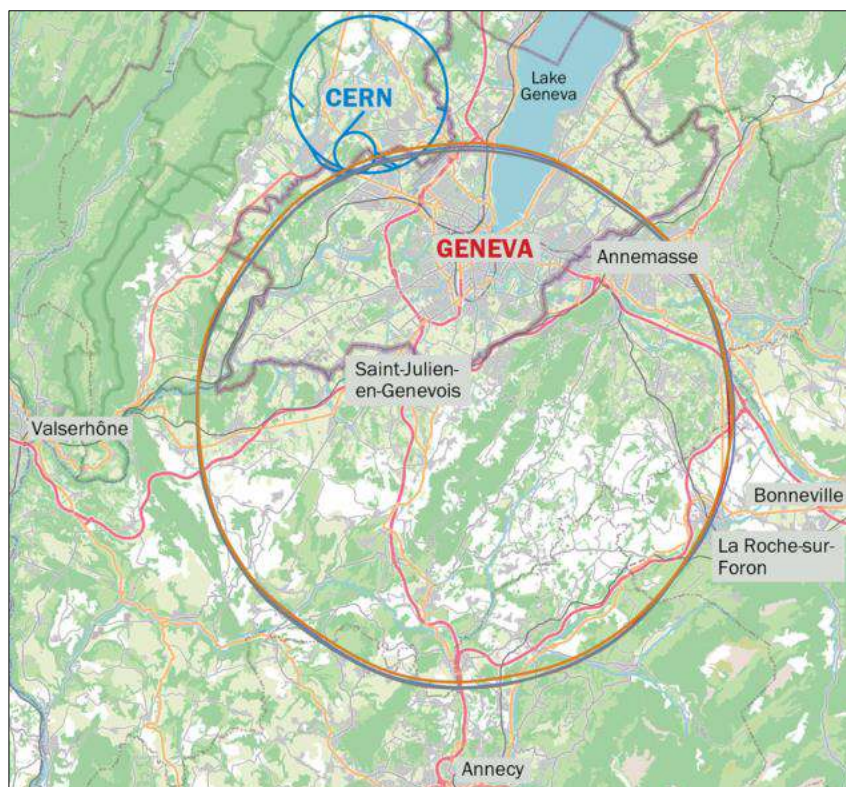 Lake
Geneva
CERN
GENEVA
Annemasse
Saint-Julien-
en-Genevois
Valserhône
Bonneville
La Roche-sur-
Foron
Annecy